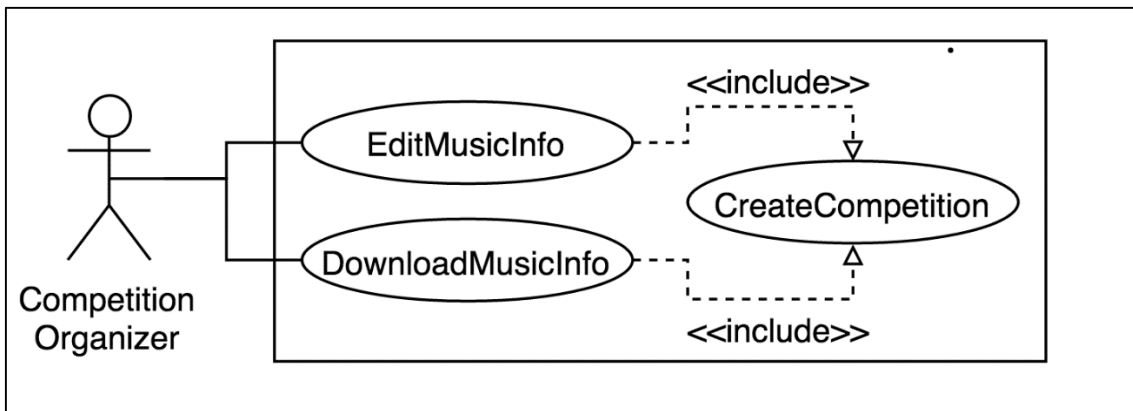 <<include>>
EditMusicInfo
CreateCompetition
DownloadMusicInfo
Competition
Organizer
<<include>>